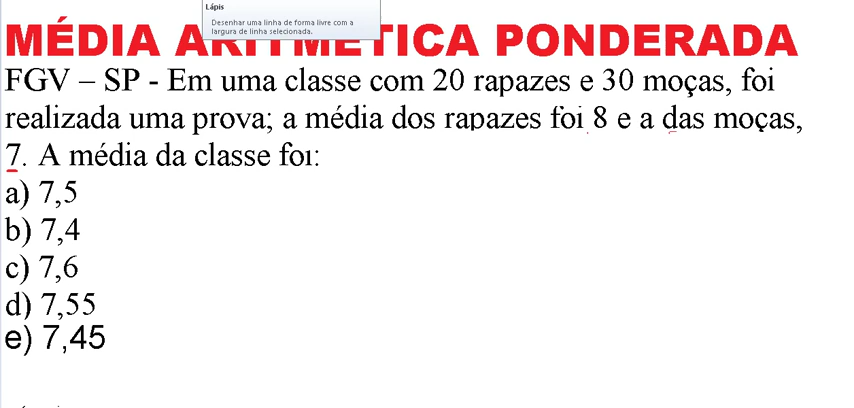 Lápis
Desenhar uma linha de forma livre com a
largura de linha selecionada.
MÉDIA ARITMÉTICA PONDERADA
FGV – SP - Em uma classe com 20 rapazes e 30 moças, foi
realizada uma prova; a média dos rapazes foi 8 e a das moças,
7. A média da classe foi:
a) 7,5
b) 7,4
c) 7,6
d) 7,55
e) 7,45